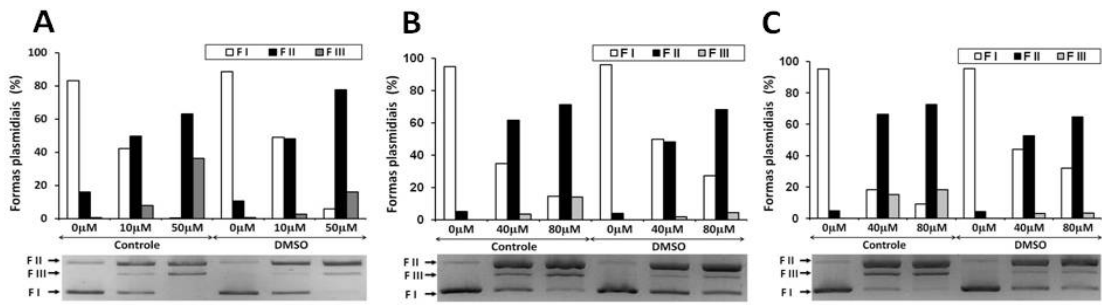 A
F I F II F III
Formas plasmidiais (%)
100
80
60
40
20
0
0µM 10µM 50µM 0µM 10µM 50µM
Controle DMSO
F II
F III
F I
B
F I F II F III
Formas plasmidiais (%)
100
80
60
40
20
0
0µM 40µM 80µM 0µM 40µM 80µM
Controle DMSO
F II
F III
F I
C
F I F II F III
Formas plasmidiais (%)
100
80
60
40
20
0
0µM 40µM 80µM 0µM 40µM 80µM
Controle DMSO
F II
F III
F I